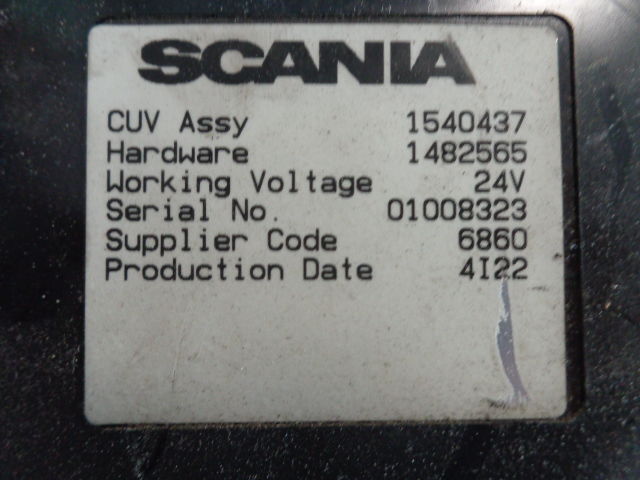 SCANIA
CUV Assy 1540437
Hardware 1482565
Working Voltage 24V
Serial No. 01008323
Supplier Code 6860
Production Date 4I22